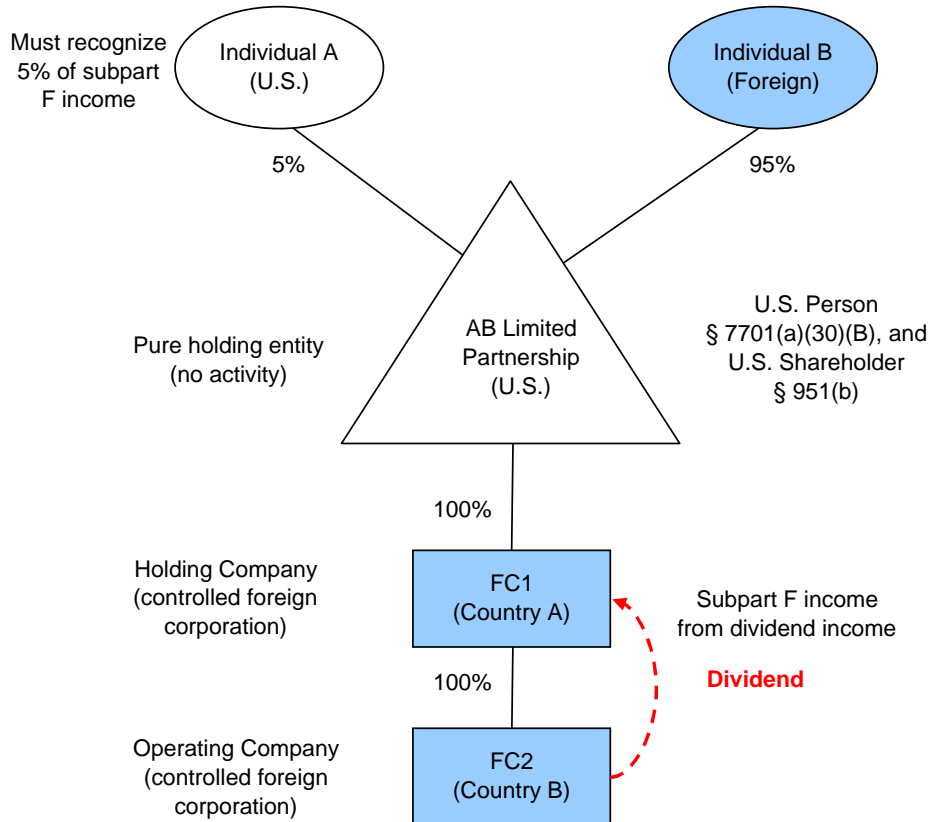 Must recognize
5% of subpart
F income
Individual A
(U.S.)
Individual B
(Foreign)
5%
95%
Pure holding entity
(no activity)
AB Limited
Partnership
(U.S.)
U.S. Person
§ 7701(a)(30)(B), and
U.S. Shareholder
§ 951(b)
100%
Holding Company
(controlled foreign
corporation)
FC1
(Country A)
Subpart F income
from dividend income
Dividend
100%
Operating Company
(controlled foreign
corporation)
FC2
(Country B)